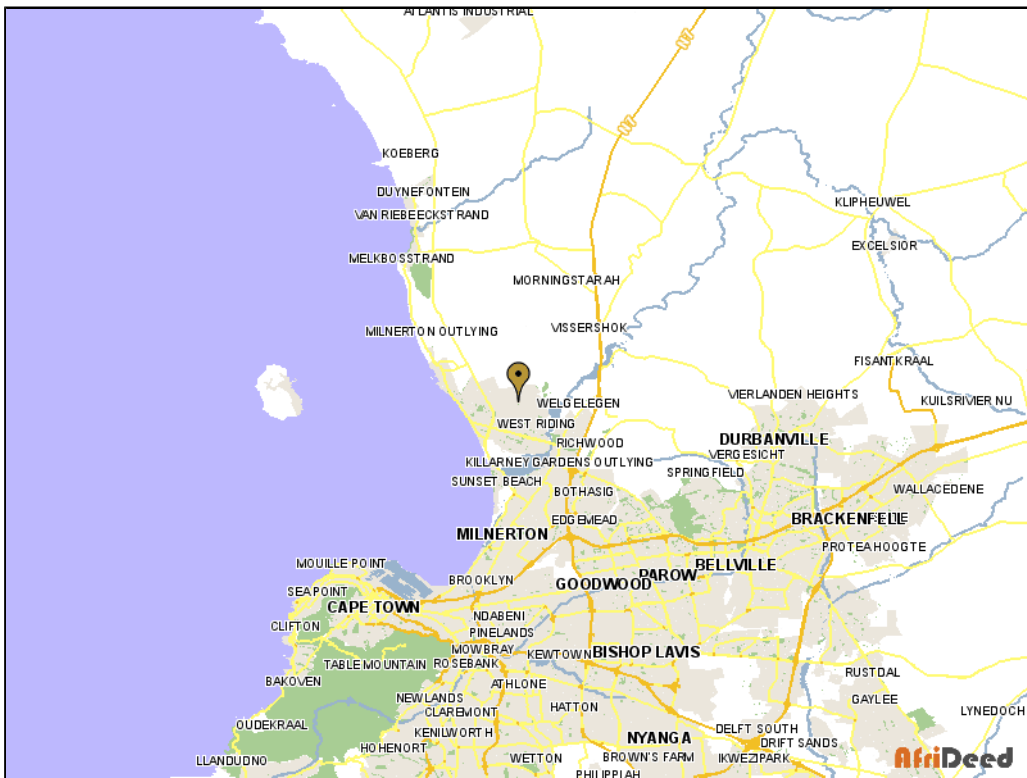 ATLANTIS INDUSTRIAL
N7
N7
KOEBERG
DUYNEFONTEIN
VAN RIEBEECKSTRAND
KLIPHEUWEL
EXCELSIOR
MELKBOSSTRAND
MORNINGSTARAH
MILNERTON OUTLYING
VISSERSHOK
FISANTKRAAL
VIERLANDEN HEIGHTS
KUILSRIVIER NU
WELGELEGEN
WEST RIDING
RICHWOOD
DURBANVILLE
VERGESICHT
KILLARNEY GARDENS OUTLYING
SPRINGFIELD
SUNSET BEACH
BOTHASIG
WALLACEDENE
EDGEMEAD
BRACKENFELL
MILNERTON
PROTEAHOOGTE
MOUILLE POINT
BELLVILLE
PAROW
BROOKLYN
GOODWOOD
SEA POINT
CAPE TOWN
NDABENI
CLIFTON
PINELANDS
MOWBRAY
KEWTOWN
BISHOP LAVIS
TABLE MOUNTAIN
ROSEBANK
RUSTDAL
BAKOVEN
ATHLONE
NEWLANDS
GAYLEE
HATTON
CLAREMONT
LYNEDOCH
OUDEKRAAL
KENILWORTH
DELFT SOUTH
NYANGA
DRIFT SANDS
HOHENORT
LLANDUDNO
WETTON
BROWN'S FARM
IKWEZI PARK
PHILIPPIAH
AfriDeed